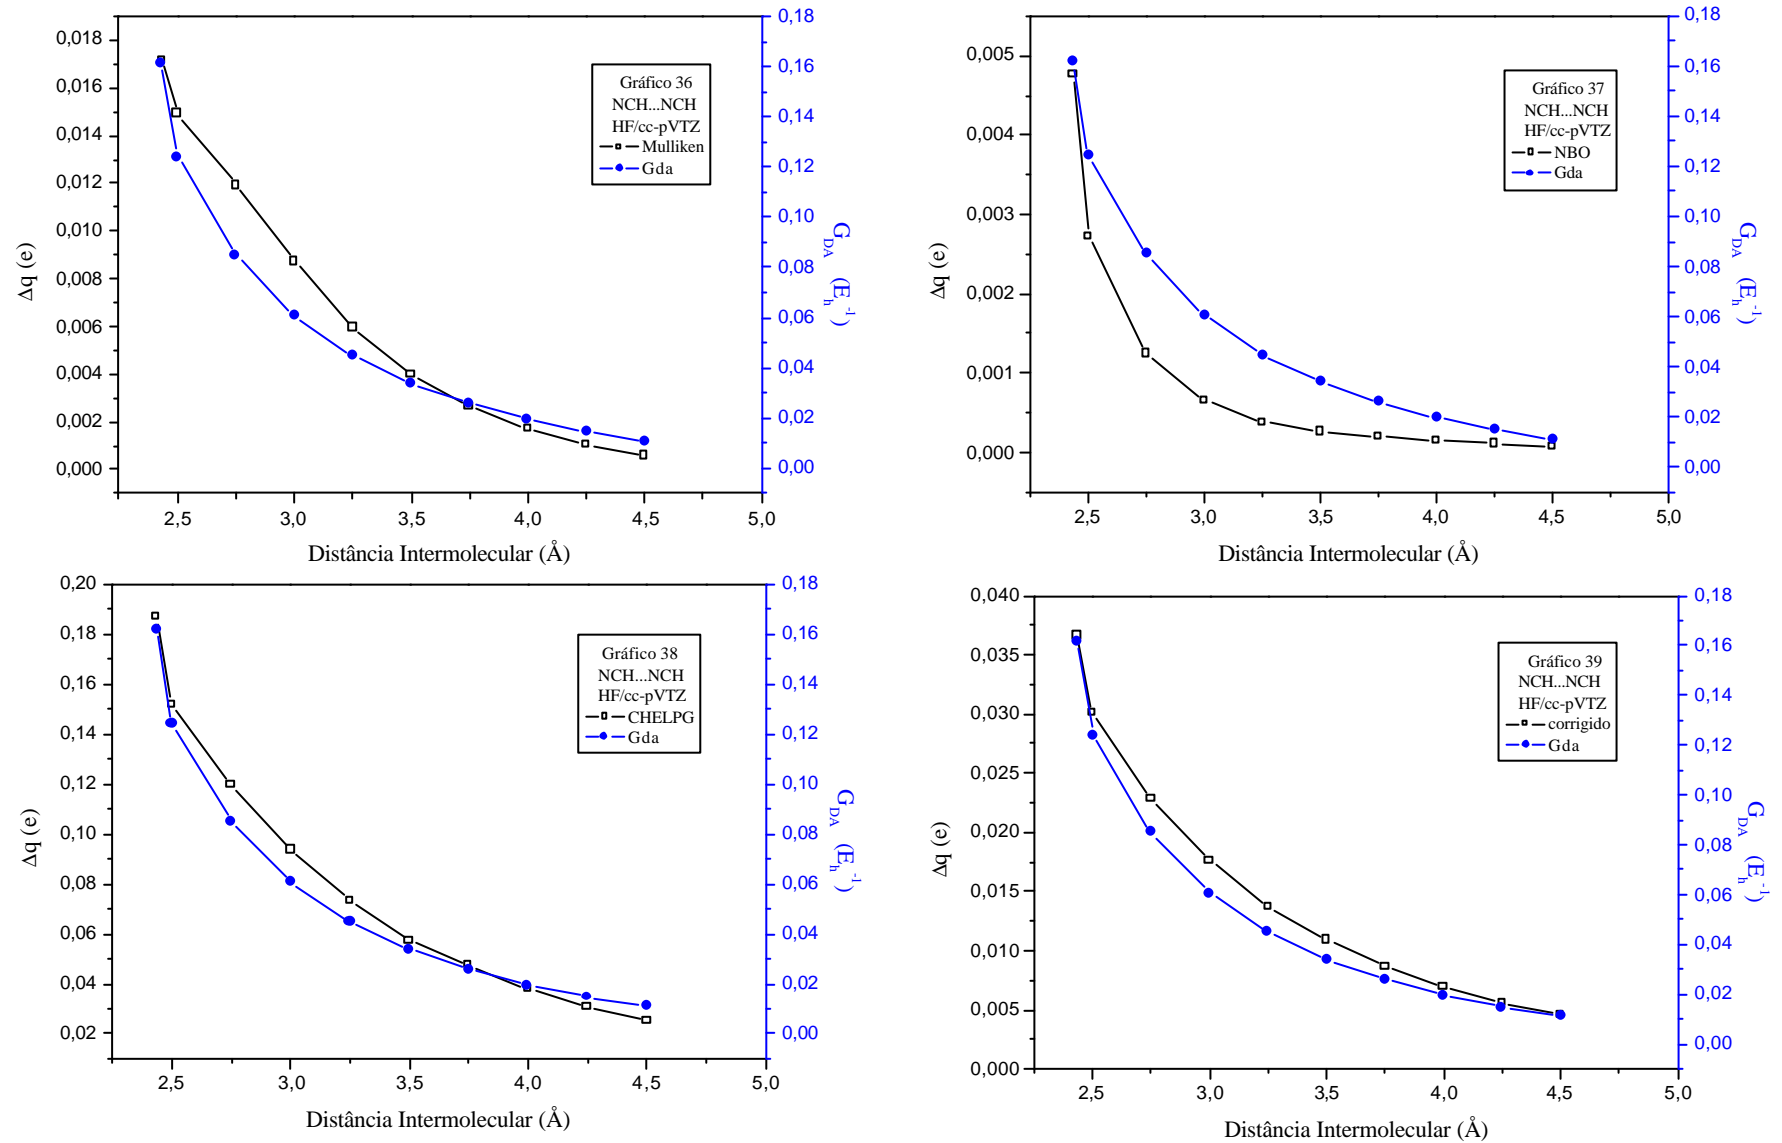 0,018
0,016
0,014
0,012
0,010
0,008
0,006
0,004
0,002
0,000
Δq (e)
2,5 3,0 3,5 4,0 4,5 5,0
Distância Intermolecular (Å)
0,18
0,16
0,14
0,12
0,10
0,08
0,06
0,04
0,02
0,00
G_DA (E_h^-1)
Gráfico 36
NCH...NCH
HF/cc-pVTZ
Mulliken
Gda
0,005
0,004
0,003
0,002
0,001
0,000
Δq (e)
2,5 3,0 3,5 4,0 4,5 5,0
Distância Intermolecular (Å)
0,18
0,16
0,14
0,12
0,10
0,08
0,06
0,04
0,02
0,00
G_DA (E_h^-1)
Gráfico 37
NCH...NCH
HF/cc-pVTZ
NBO
Gda
0,20
0,18
0,16
0,14
0,12
0,10
0,08
0,06
0,04
0,02
Δq (e)
2,5 3,0 3,5 4,0 4,5 5,0
Distância Intermolecular (Å)
0,18
0,16
0,14
0,12
0,10
0,08
0,06
0,04
0,02
0,00
G_DA (E_h^-1)
Gráfico 38
NCH...NCH
HF/cc-pVTZ
CHELPG
Gda
0,040
0,035
0,030
0,025
0,020
0,015
0,010
0,005
0,000
Δq (e)
2,5 3,0 3,5 4,0 4,5 5,0
Distância Intermolecular (Å)
0,18
0,16
0,14
0,12
0,10
0,08
0,06
0,04
0,02
0,00
G_DA (E_h^-1)
Gráfico 39
NCH...NCH
HF/cc-pVTZ
corrigido
Gda